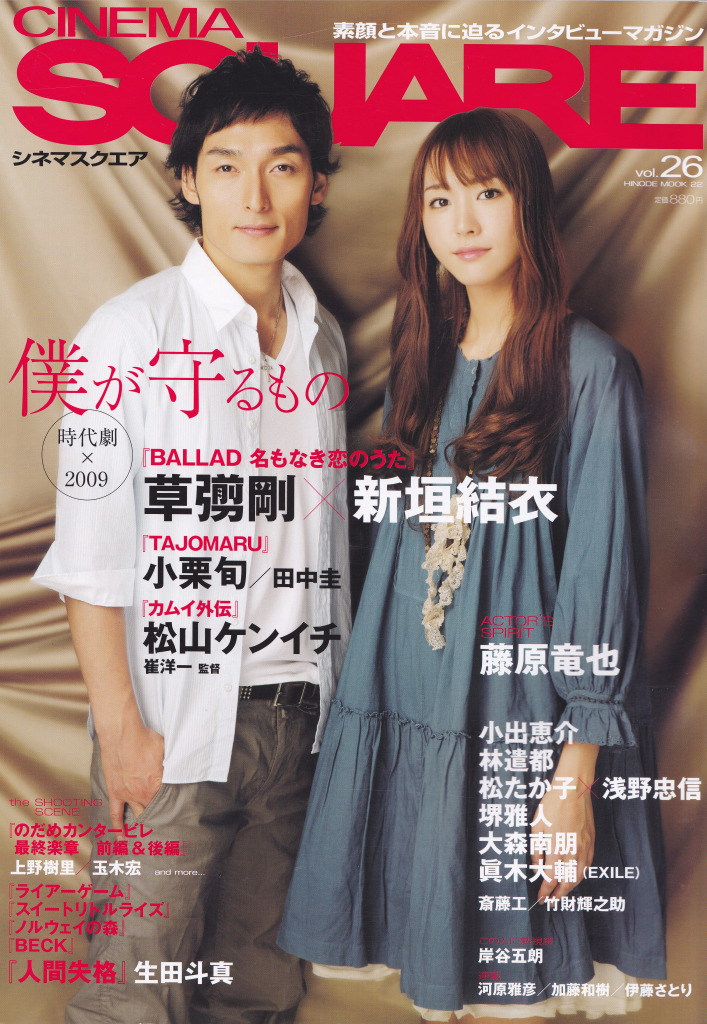 CINEMA
素顔と本音に迫るインタビューマガジン
SQUARE
シネマスクエア
vol.26
HINODE MOOK 22
定価880円
僕が守るもの
時代劇
×
2009
『BALLAD 名もなき恋のうた』
草彅剛×新垣結衣
『TAJOMARU』
小栗旬／田中圭
『カムイ外伝』
松山ケンイチ
崔洋一 監督
ACTOR'S
SPIRIT
藤原竜也
小出恵介
林遣都
松たか子×浅野忠信
堺雅人
大森南朋
眞木大輔(EXILE)
斎藤工／竹財輝之助
岸谷五朗
連載
河原雅彦／加藤和樹／伊藤さとり
the SHOOTING
SCENE
『のだめカンタービレ
最終楽章 前編＆後編』
上野樹里／玉木宏 and more...
『ライアーゲーム』
『スイートリトルライズ』
『ノルウェイの森』
『BECK』
『人間失格』生田斗真